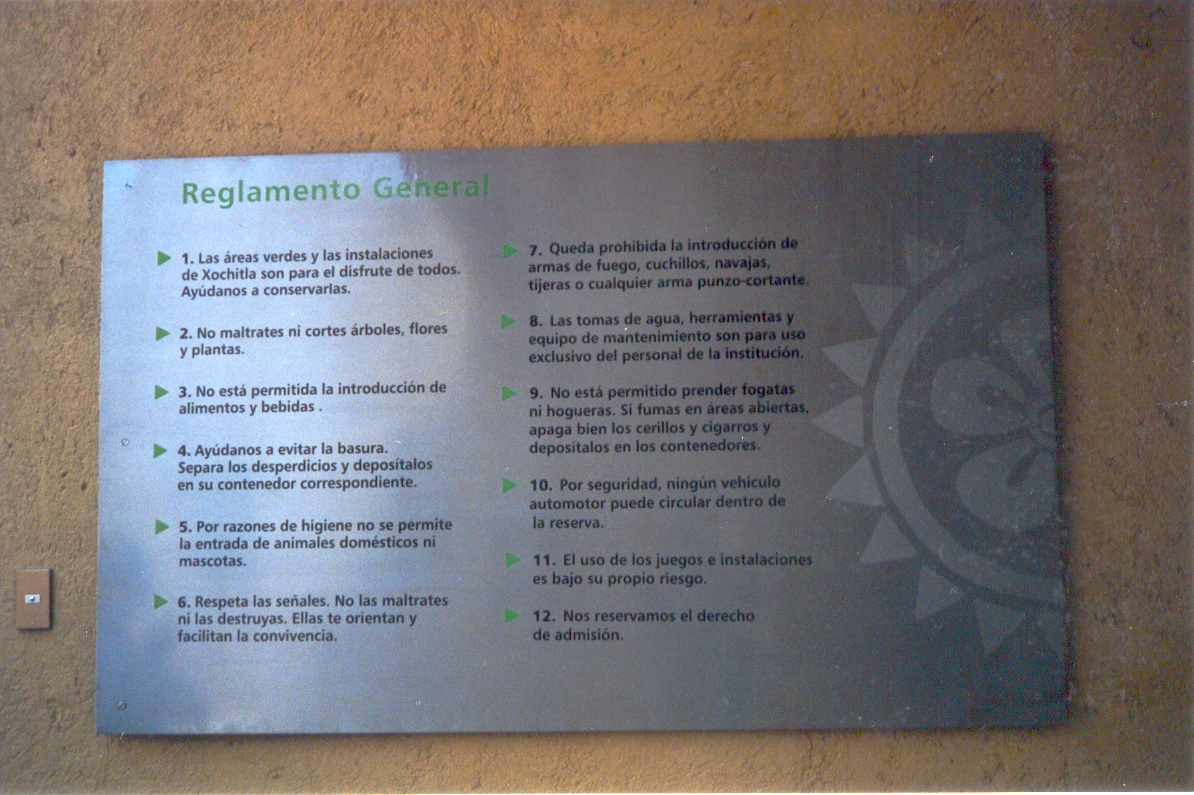 Reglamento General
1. Las áreas verdes y las instalaciones
de Xochitla son para el disfrute de todos.
Ayúdanos a conservarlas.
2. No maltrates ni cortes árboles, flores
y plantas.
3. No está permitida la introducción de
alimentos y bebidas .
4. Ayúdanos a evitar la basura.
Separa los desperdicios y deposítalos
en su contenedor correspondiente.
5. Por razones de higiene no se permite
la entrada de animales domésticos ni
mascotas.
6. Respeta las señales. No las maltrates
ni las destruyas. Ellas te orientan y
facilitan la convivencia.
7. Queda prohibida la introducción de
armas de fuego, cuchillos, navajas,
tijeras o cualquier arma punzo-cortante.
8. Las tomas de agua, herramientas y
equipo de mantenimiento son para uso
exclusivo del personal de la institución.
9. No está permitido prender fogatas
ni hogueras. Si fumas en áreas abiertas,
apaga bien los cerillos y cigarros y
deposítalos en los contenedores.
10. Por seguridad, ningún vehículo
automotor puede circular dentro de
la reserva.
11. El uso de los juegos e instalaciones
es bajo su propio riesgo.
12. Nos reservamos el derecho
de admisión.